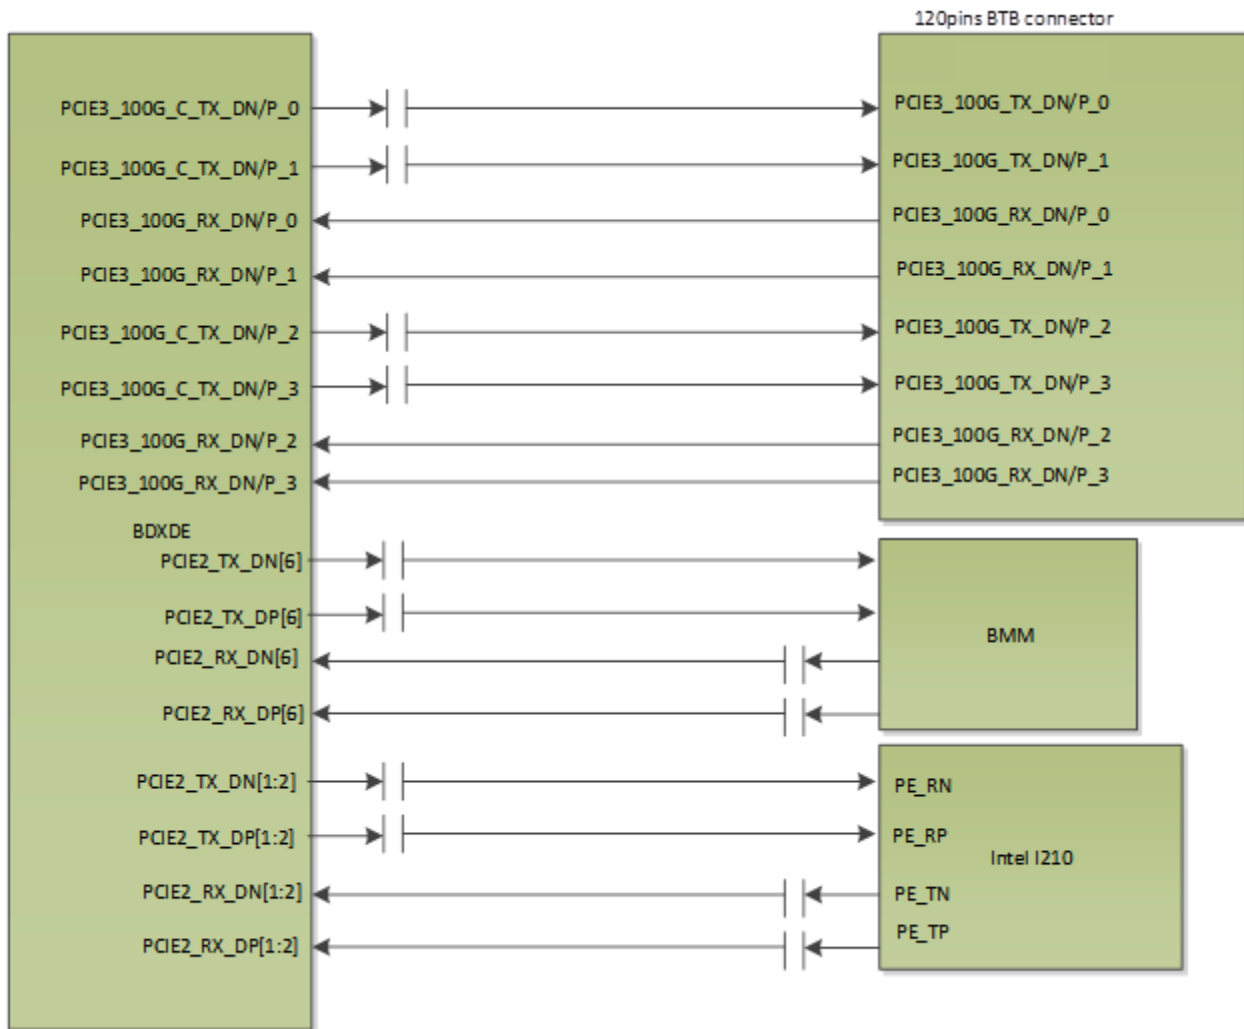 120pins BTB connector
PCIE3_100G_C_TX_DN/P_0
PCIE3_100G_C_TX_DN/P_1
PCIE3_100G_RX_DN/P_0
PCIE3_100G_RX_DN/P_1
PCIE3_100G_C_TX_DN/P_2
PCIE3_100G_C_TX_DN/P_3
PCIE3_100G_RX_DN/P_2
PCIE3_100G_RX_DN/P_3
BDXDE
PCIE2_TX_DN[6]
PCIE2_TX_DP[6]
PCIE2_RX_DN[6]
PCIE2_RX_DP[6]
PCIE2_TX_DN[1:2]
PCIE2_TX_DP[1:2]
PCIE2_RX_DN[1:2]
PCIE2_RX_DP[1:2]
PCIE3_100G_TX_DN/P_0
PCIE3_100G_TX_DN/P_1
PCIE3_100G_RX_DN/P_0
PCIE3_100G_RX_DN/P_1
PCIE3_100G_TX_DN/P_2
PCIE3_100G_TX_DN/P_3
PCIE3_100G_RX_DN/P_2
PCIE3_100G_RX_DN/P_3
BMM
PE_RN
PE_RP
Intel I210
PE_TN
PE_TP